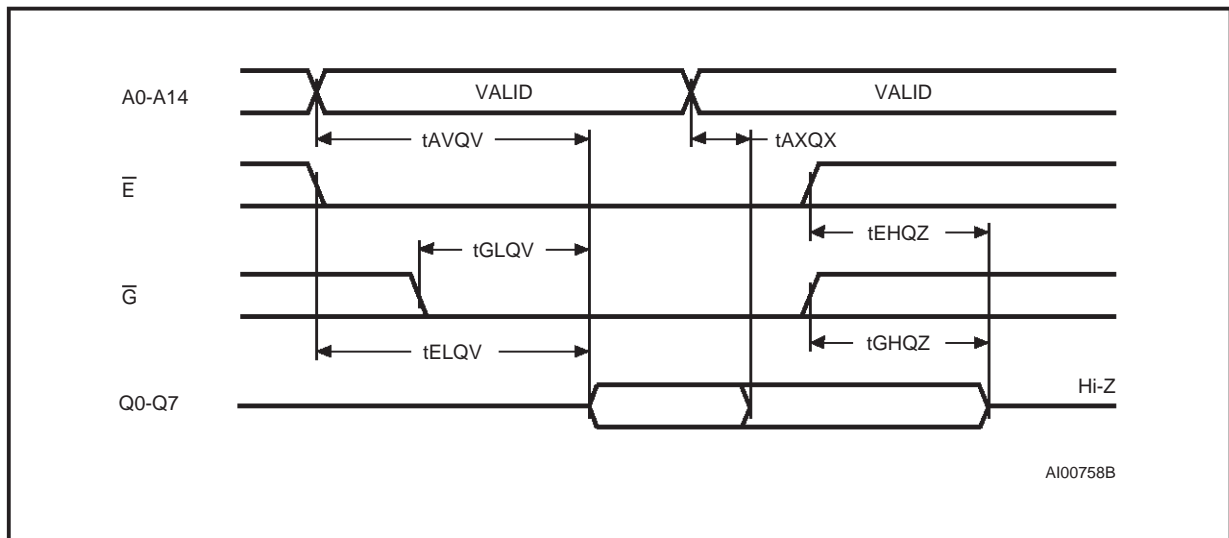 A0-A14 VALID VALID
tAVQV tAXQX
E̅
tGLQV tEHQZ
G̅
tELQV tGHQZ
Q0-Q7 Hi-Z
AI00758B